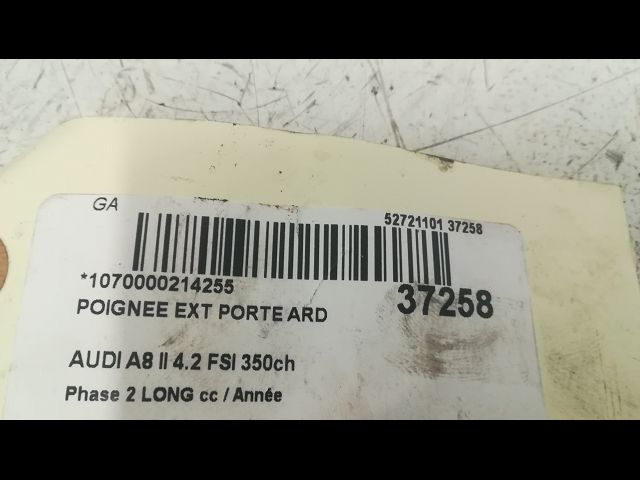 GA
52721101 37258
*1070000214255
37258
POIGNEE EXT PORTE ARD
AUDI A8 II 4.2 FSI 350ch
Phase 2 LONG cc / Année